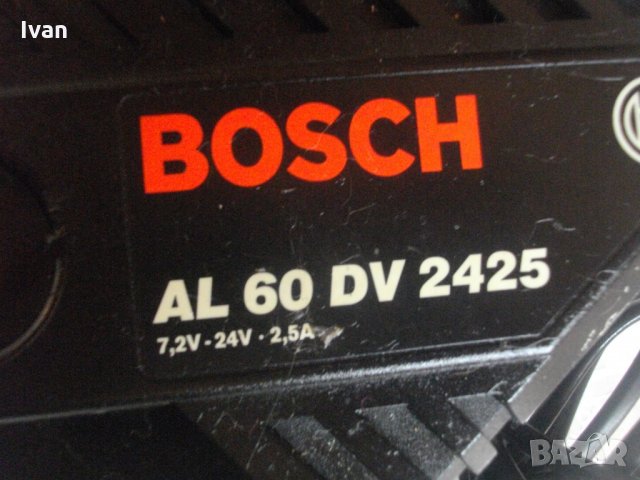 Ivan
BOSCH
AL 60 DV 2425
7,2V - 24V · 2,5A
BAZAR